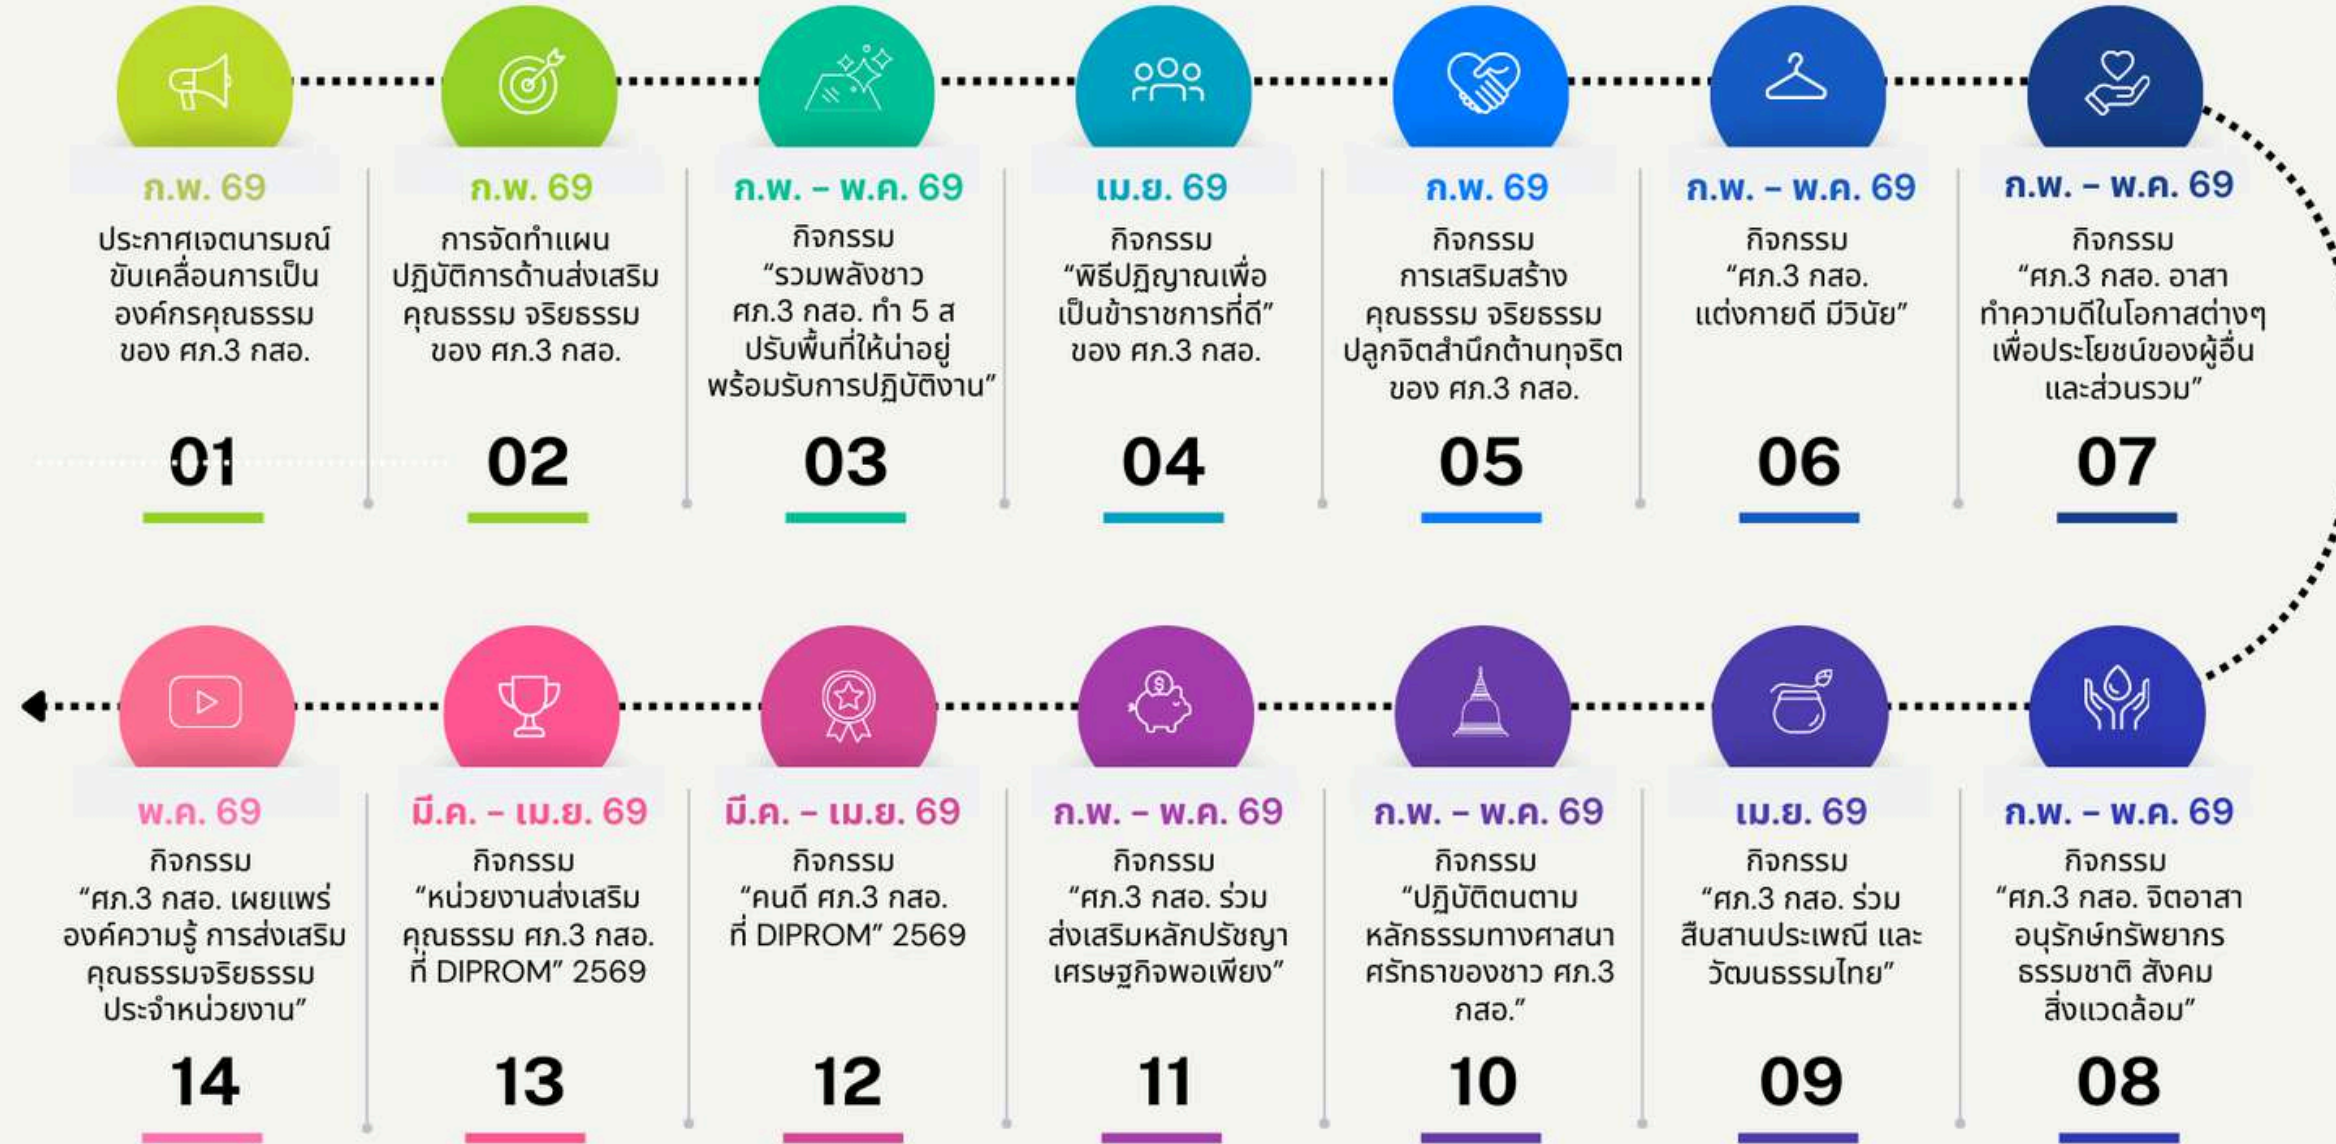 ก.พ. 69
ประกาศเจตนารมณ์
ขับเคลื่อนการเป็น
องค์กรคุณธรรม
ของ ศภ.3 กสอ.
01
ก.พ. 69
การจัดทำแผน
ปฏิบัติการด้านส่งเสริม
คุณธรรม จริยธรรม
ของ ศภ.3 กสอ.
02
ก.พ. – พ.ค. 69
กิจกรรม
“รวมพลังชาว
ศภ.3 กสอ. ทำ 5 ส
ปรับพื้นที่ให้น่าอยู่
พร้อมรับการปฏิบัติงาน”
03
เม.ย. 69
กิจกรรม
“พิธีปฏิญาณเพื่อ
เป็นข้าราชการที่ดี”
ของ ศภ.3 กสอ.
04
ก.พ. 69
กิจกรรม
การเสริมสร้าง
คุณธรรม จริยธรรม
ปลูกจิตสำนึกต้านทุจริต
ของ ศภ.3 กสอ.
05
ก.พ. – พ.ค. 69
กิจกรรม
“ศภ.3 กสอ.
แต่งกายดี มีวินัย”
06
ก.พ. – พ.ค. 69
กิจกรรม
“ศภ.3 กสอ. อาสา
ทำความดีในโอกาสต่างๆ
เพื่อประโยชน์ของผู้อื่น
และส่วนรวม”
07
พ.ค. 69
กิจกรรม
“ศภ.3 กสอ. เผยแพร่
องค์ความรู้ การส่งเสริม
คุณธรรมจริยธรรม
ประจำหน่วยงาน”
14
มี.ค. – เม.ย. 69
กิจกรรม
“หน่วยงานส่งเสริม
คุณธรรม ศภ.3 กสอ.
ที่ DIPROM” 2569
13
มี.ค. – เม.ย. 69
กิจกรรม
“คนดี ศภ.3 กสอ.
ที่ DIPROM” 2569
12
ก.พ. – พ.ค. 69
กิจกรรม
“ศภ.3 กสอ. ร่วม
ส่งเสริมหลักปรัชญา
เศรษฐกิจพอเพียง”
11
ก.พ. – พ.ค. 69
กิจกรรม
“ปฏิบัติตนตาม
หลักธรรมทางศาสนา
ศรัทธาของชาว ศภ.3
กสอ.”
10
เม.ย. 69
กิจกรรม
“ศภ.3 กสอ. ร่วม
สืบสานประเพณี และ
วัฒนธรรมไทย”
09
ก.พ. – พ.ค. 69
กิจกรรม
“ศภ.3 กสอ. จิตอาสา
อนุรักษ์ทรัพยากร
ธรรมชาติ สังคม
สิ่งแวดล้อม”
08